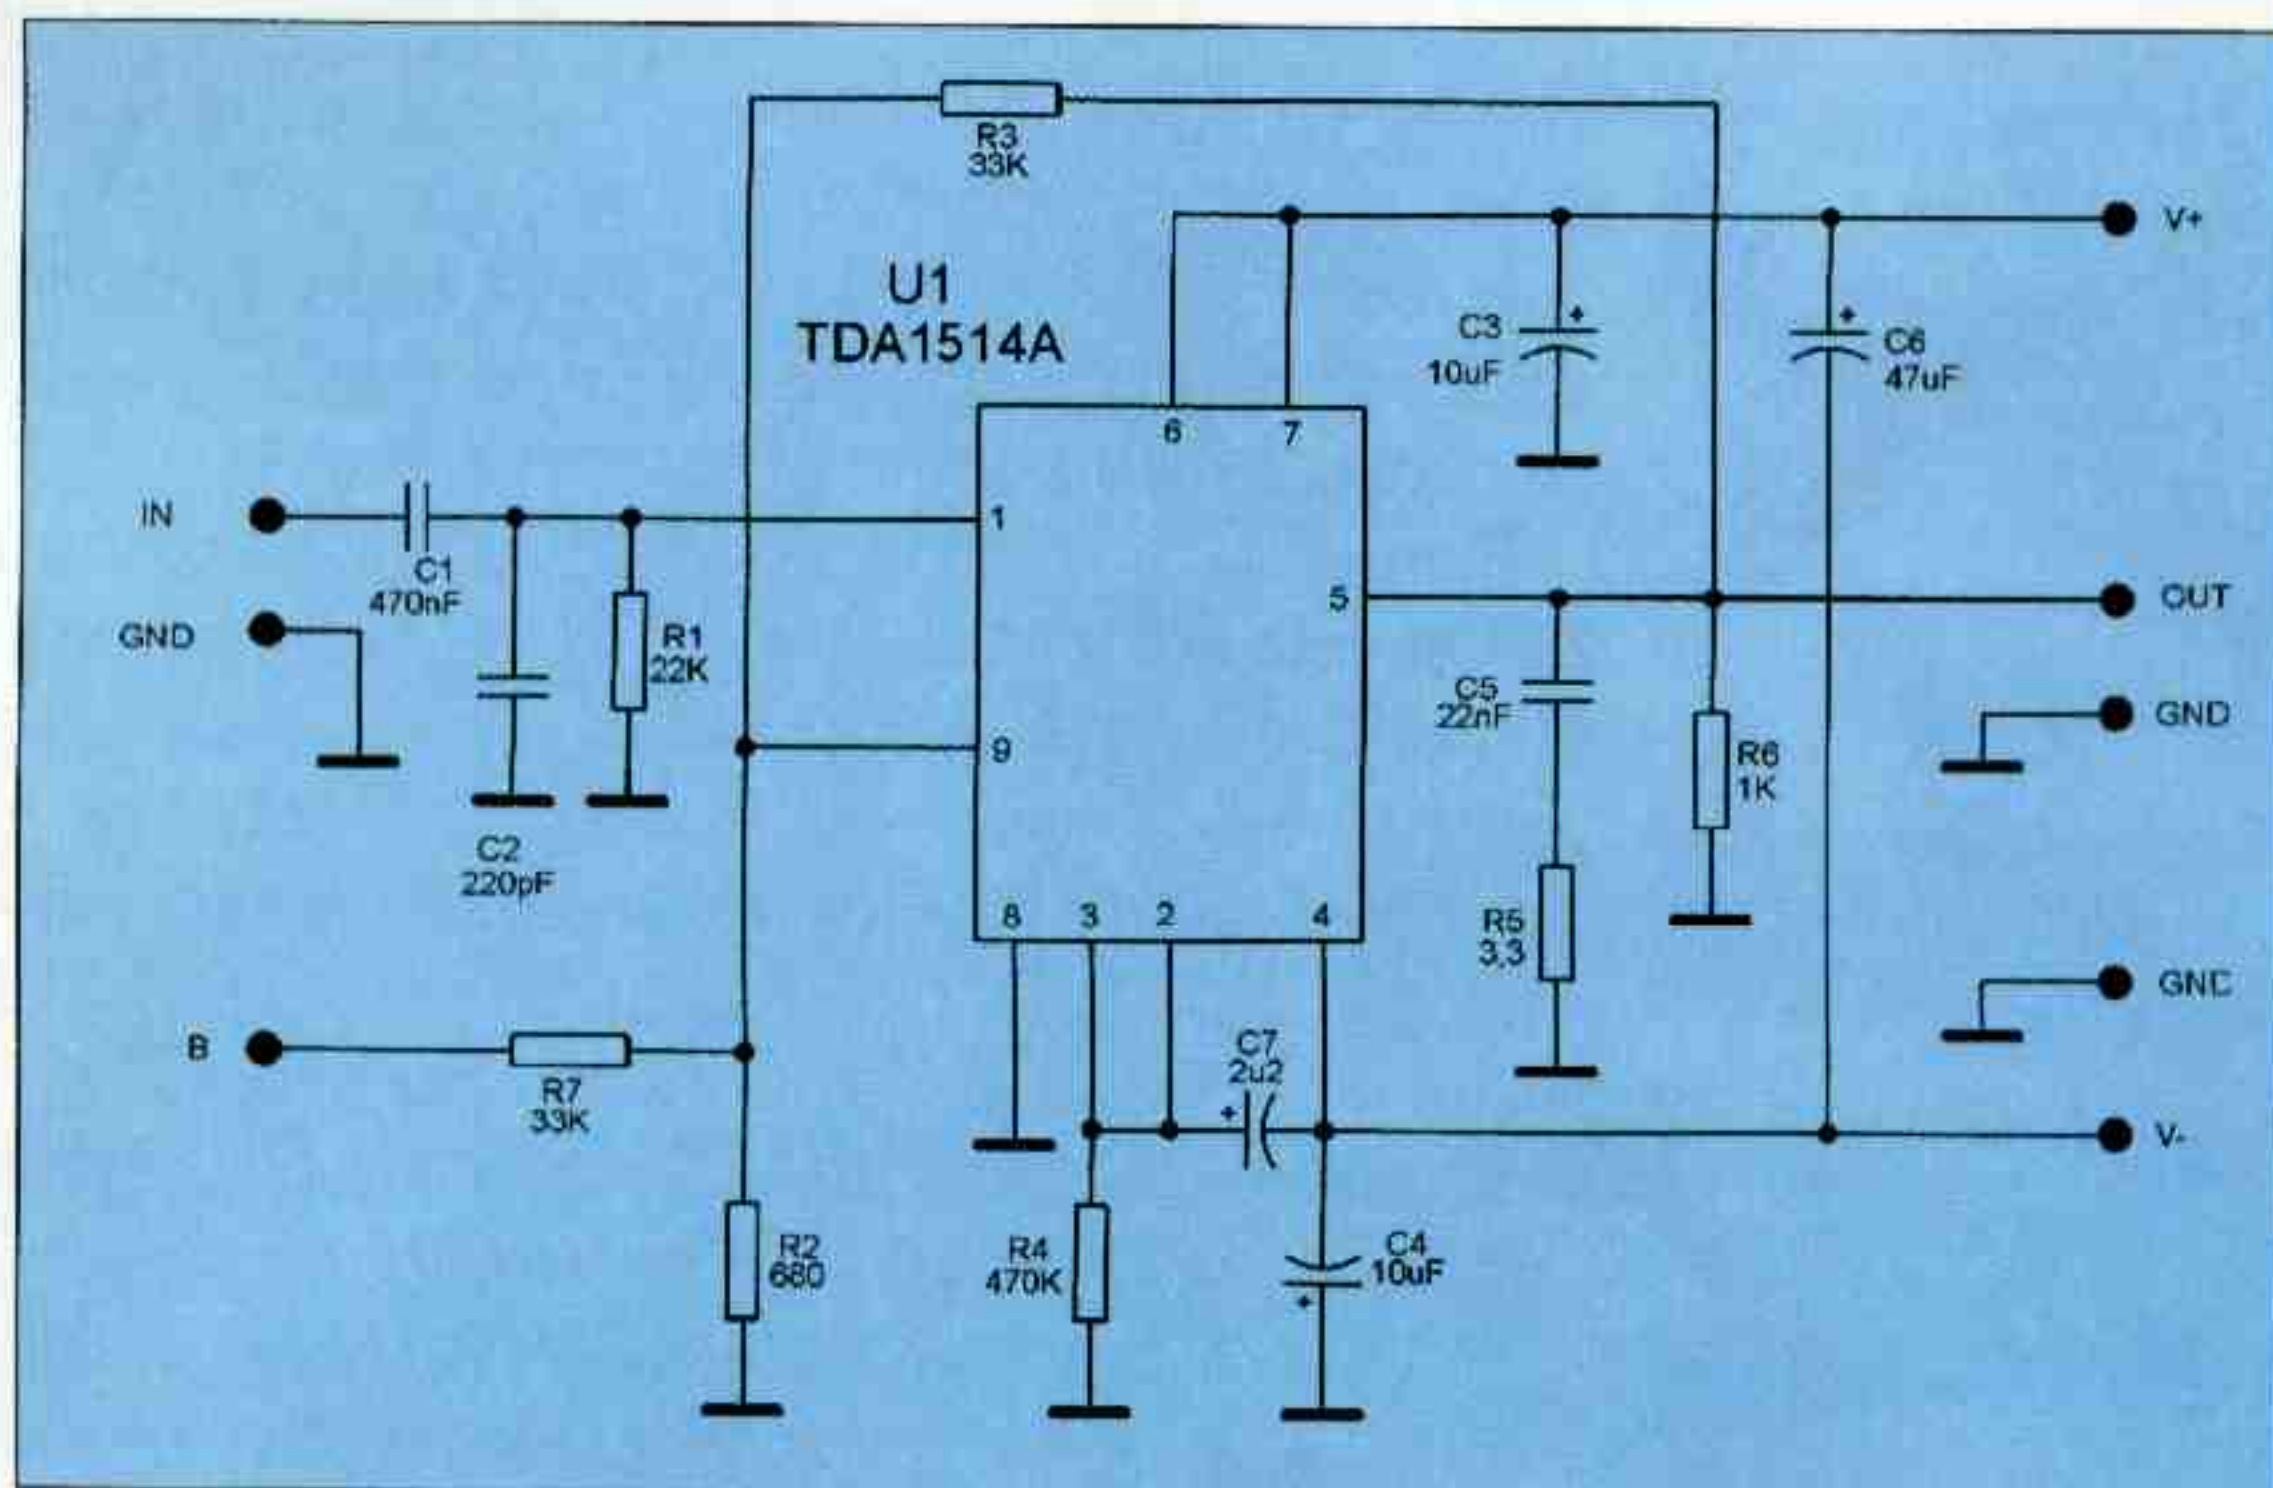 R3
33K
V+
U1
TDA1514A
C3
10uF
+
+
C6
47uF
6
7
IN
1
C1
470nF
5
OUT
GND
R1
22K
C5
22nF
GND
9
R6
1K
C2
220pF
8
3
2
4
R5
3,3
GND
B
C7
2u2
+
R7
33K
V-
R2
680
R4
470K
C4
10uF
+